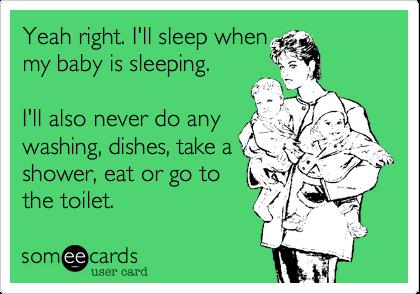 Yeah right. I'll sleep when
my baby is sleeping.
I'll also never do any
washing, dishes, take a
shower, eat or go to
the toilet.
someecards
user card